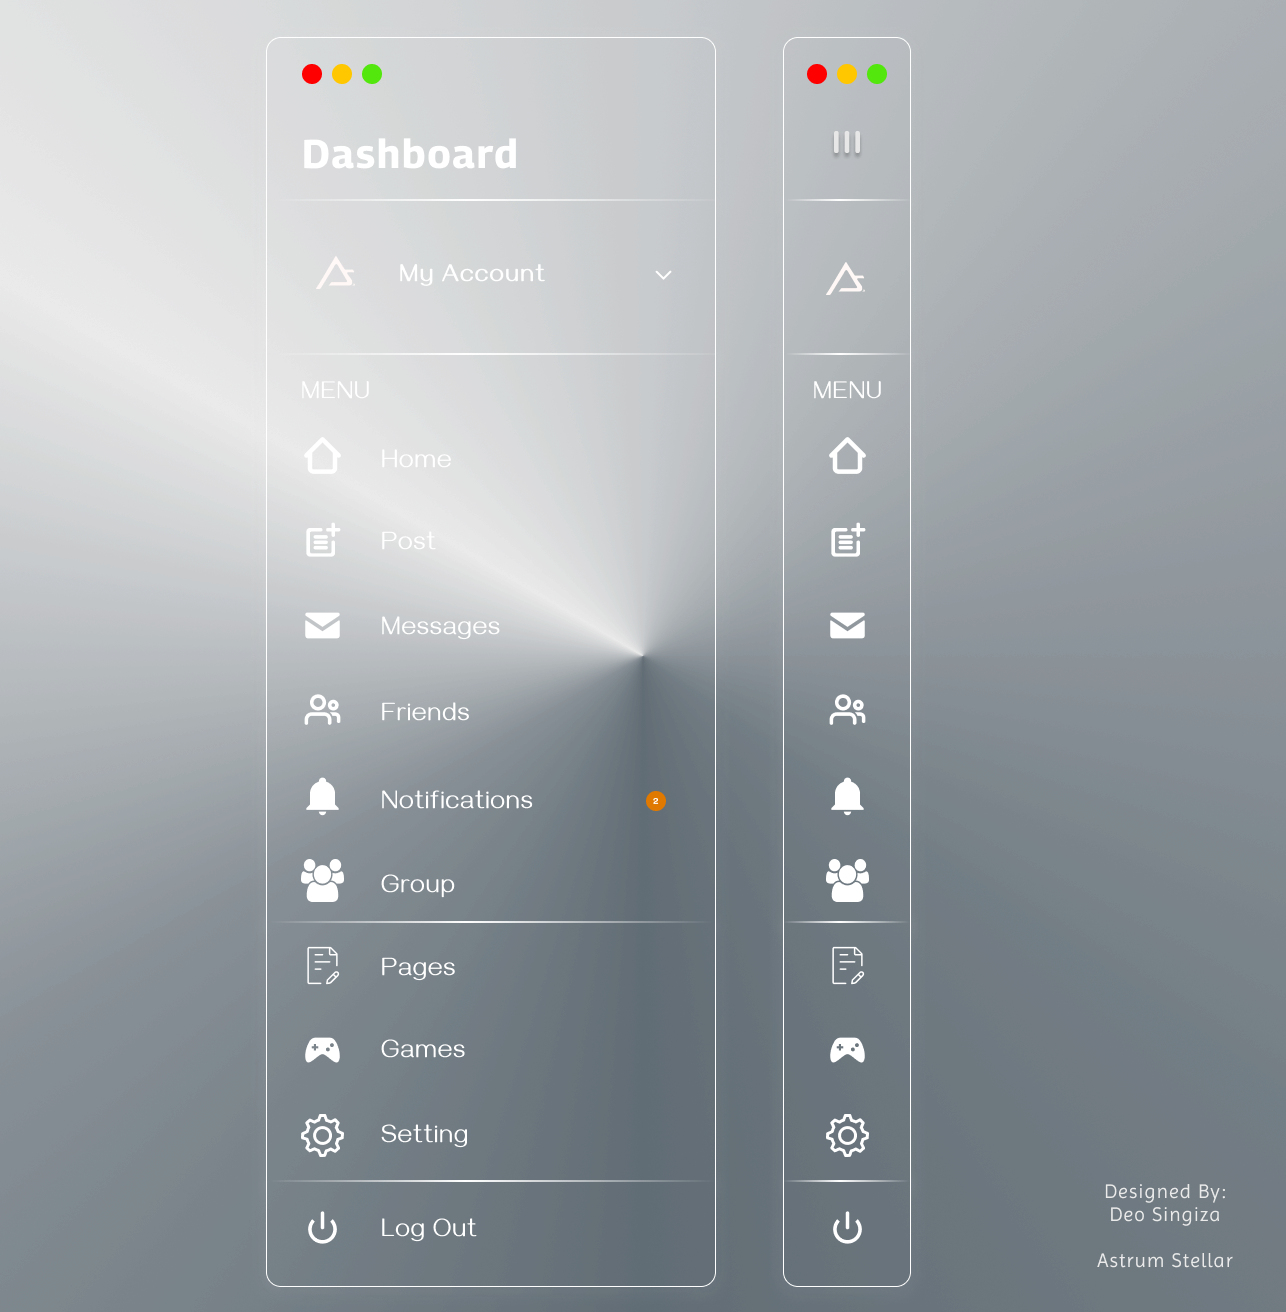 Dashboard
My Account
MENU
Home
Post
Messages
Friends
Notifications 2
Group
Pages
Games
Setting
Log Out
MENU
Designed By:
Deo Singiza
Astrum Stellar